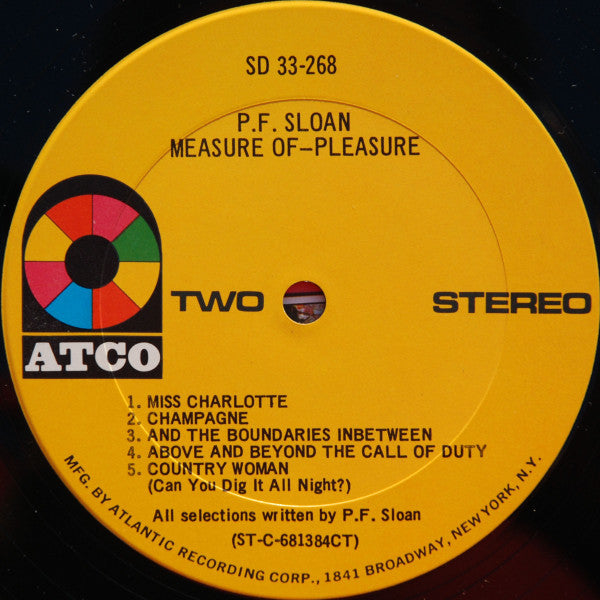 SD 33-268
P.F. SLOAN
MEASURE OF–PLEASURE
TWO STEREO
ATCO
1. MISS CHARLOTTE
2. CHAMPAGNE
3. AND THE BOUNDARIES INBETWEEN
4. ABOVE AND BEYOND THE CALL OF DUTY
5. COUNTRY WOMAN
(Can You Dig It All Night?)
All selections written by P.F. Sloan
(ST-C-681384CT)
MFG. BY ATLANTIC RECORDING CORP., 1841 BROADWAY, NEW YORK, N.Y.